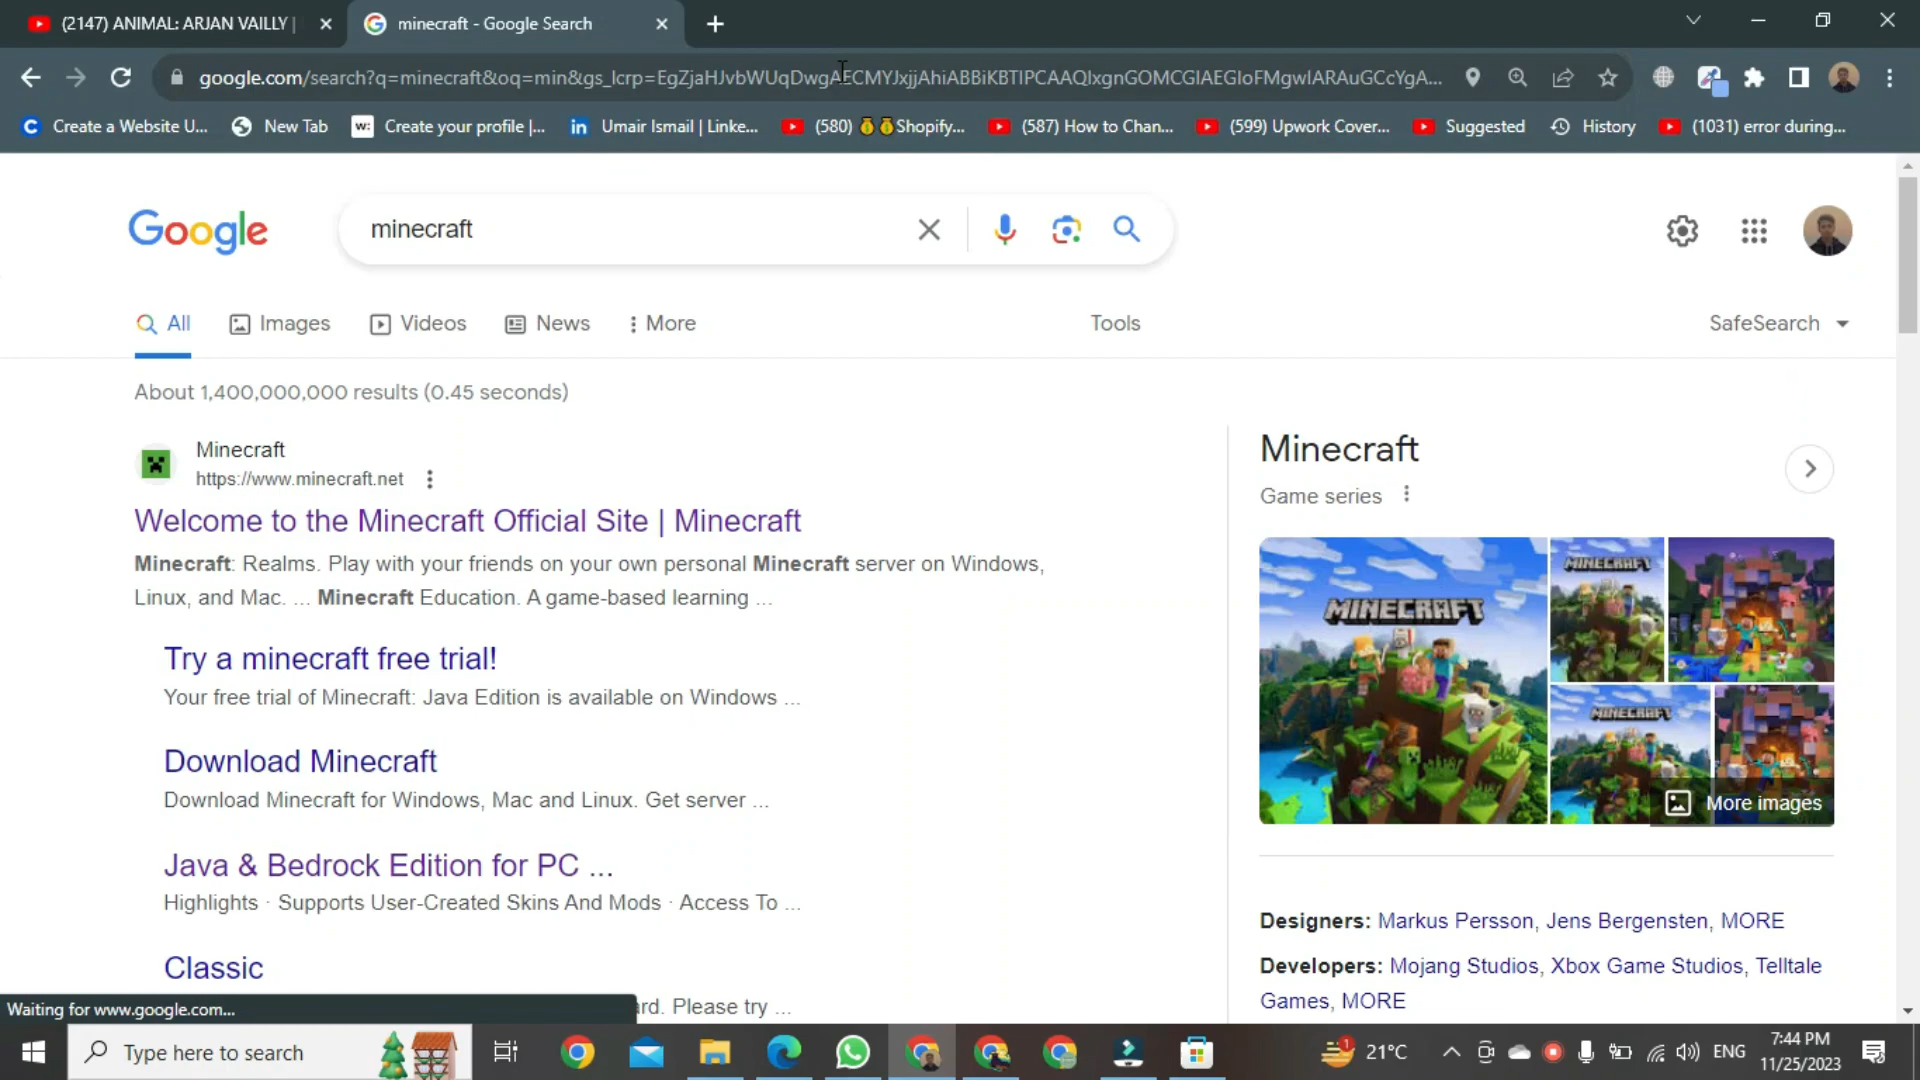 (2147) ANIMAL: ARJAN VAILLY |
minecraft - Google Search
Create a Website U...
New Tab
Create your profile |...
Umair Ismail | Linke...
(580) 💰💰Shopify...
(587) How to Chan...
(599) Upwork Cover...
Suggested
History
(1031) error during...
Google
minecraft
All
Images
Videos
News
More
Tools
SafeSearch
About 1,400,000,000 results (0.45 seconds)
Minecraft
https://www.minecraft.net
Welcome to the Minecraft Official Site | Minecraft
Minecraft: Realms. Play with your friends on your own personal Minecraft server on Windows,
Linux, and Mac. ... Minecraft Education. A game-based learning ...
Try a minecraft free trial!
Your free trial of Minecraft: Java Edition is available on Windows ...
Download Minecraft
Download Minecraft for Windows, Mac and Linux. Get server ...
Java & Bedrock Edition for PC ...
Highlights · Supports User-Created Skins And Mods · Access To ...
Classic
Please try ...
Minecraft
Game series
MINECRAFT
MINECRAFT
MINECRAFT
More images
Designers: Markus Persson, Jens Bergensten, MORE
Developers: Mojang Studios, Xbox Game Studios, Telltale
Games, MORE
Waiting for www.google.com...
Type here to search
1
21°C
ENG
7:44 PM
11/25/2023